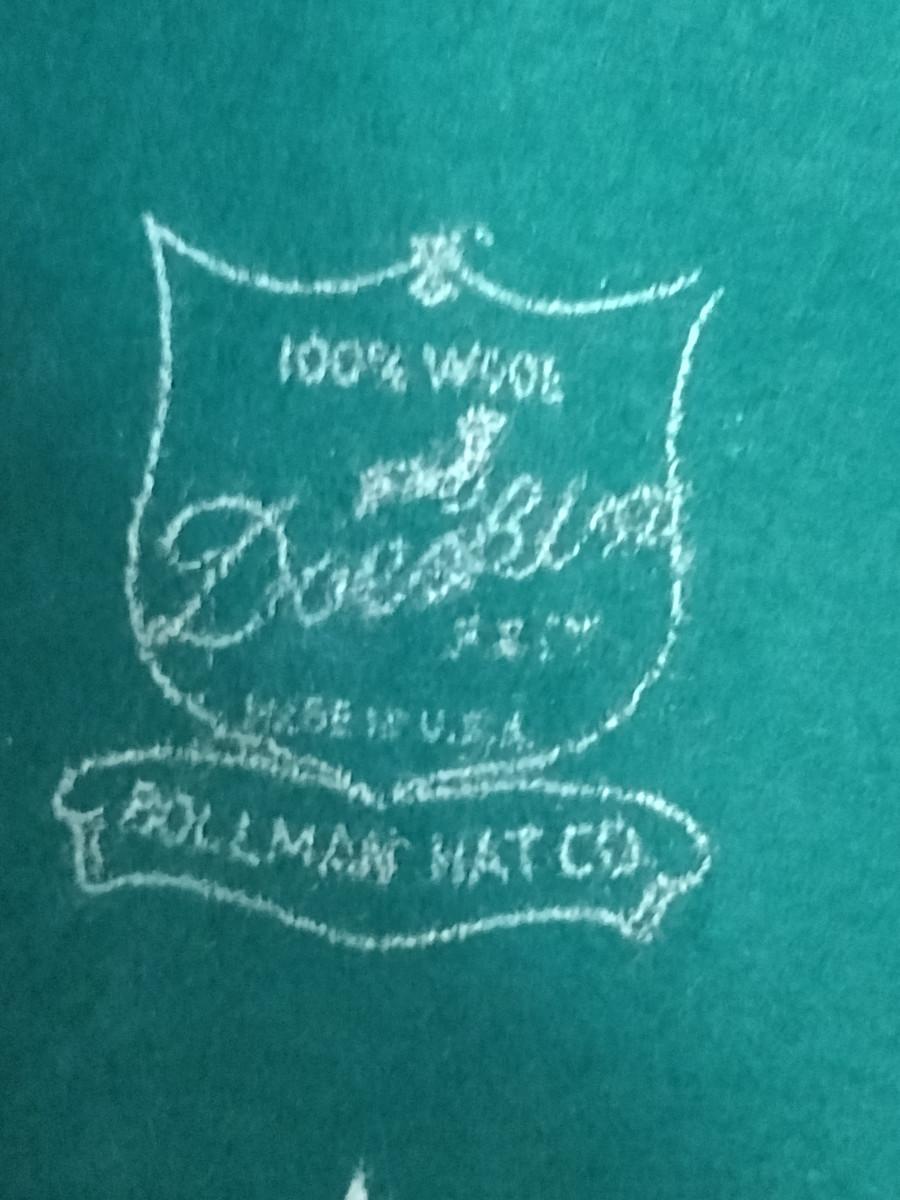 100% WOOL
Doeskin
FELT
MADE IN U.S.A.
BOLLMAN HAT CO.